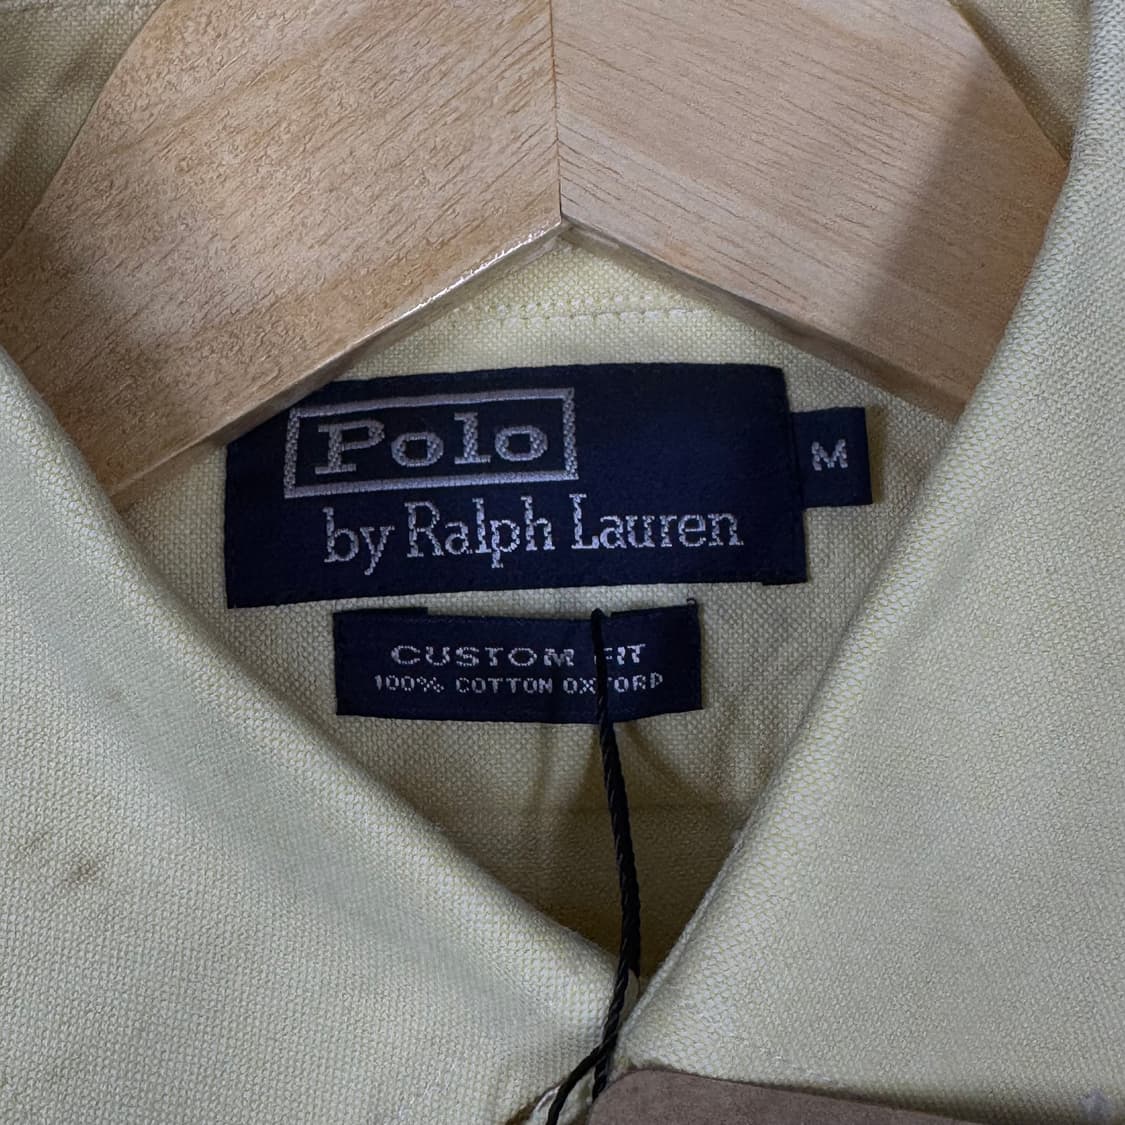 Polo
by Ralph Lauren
M
CUSTOM FIT
100% COTTON OXFORD